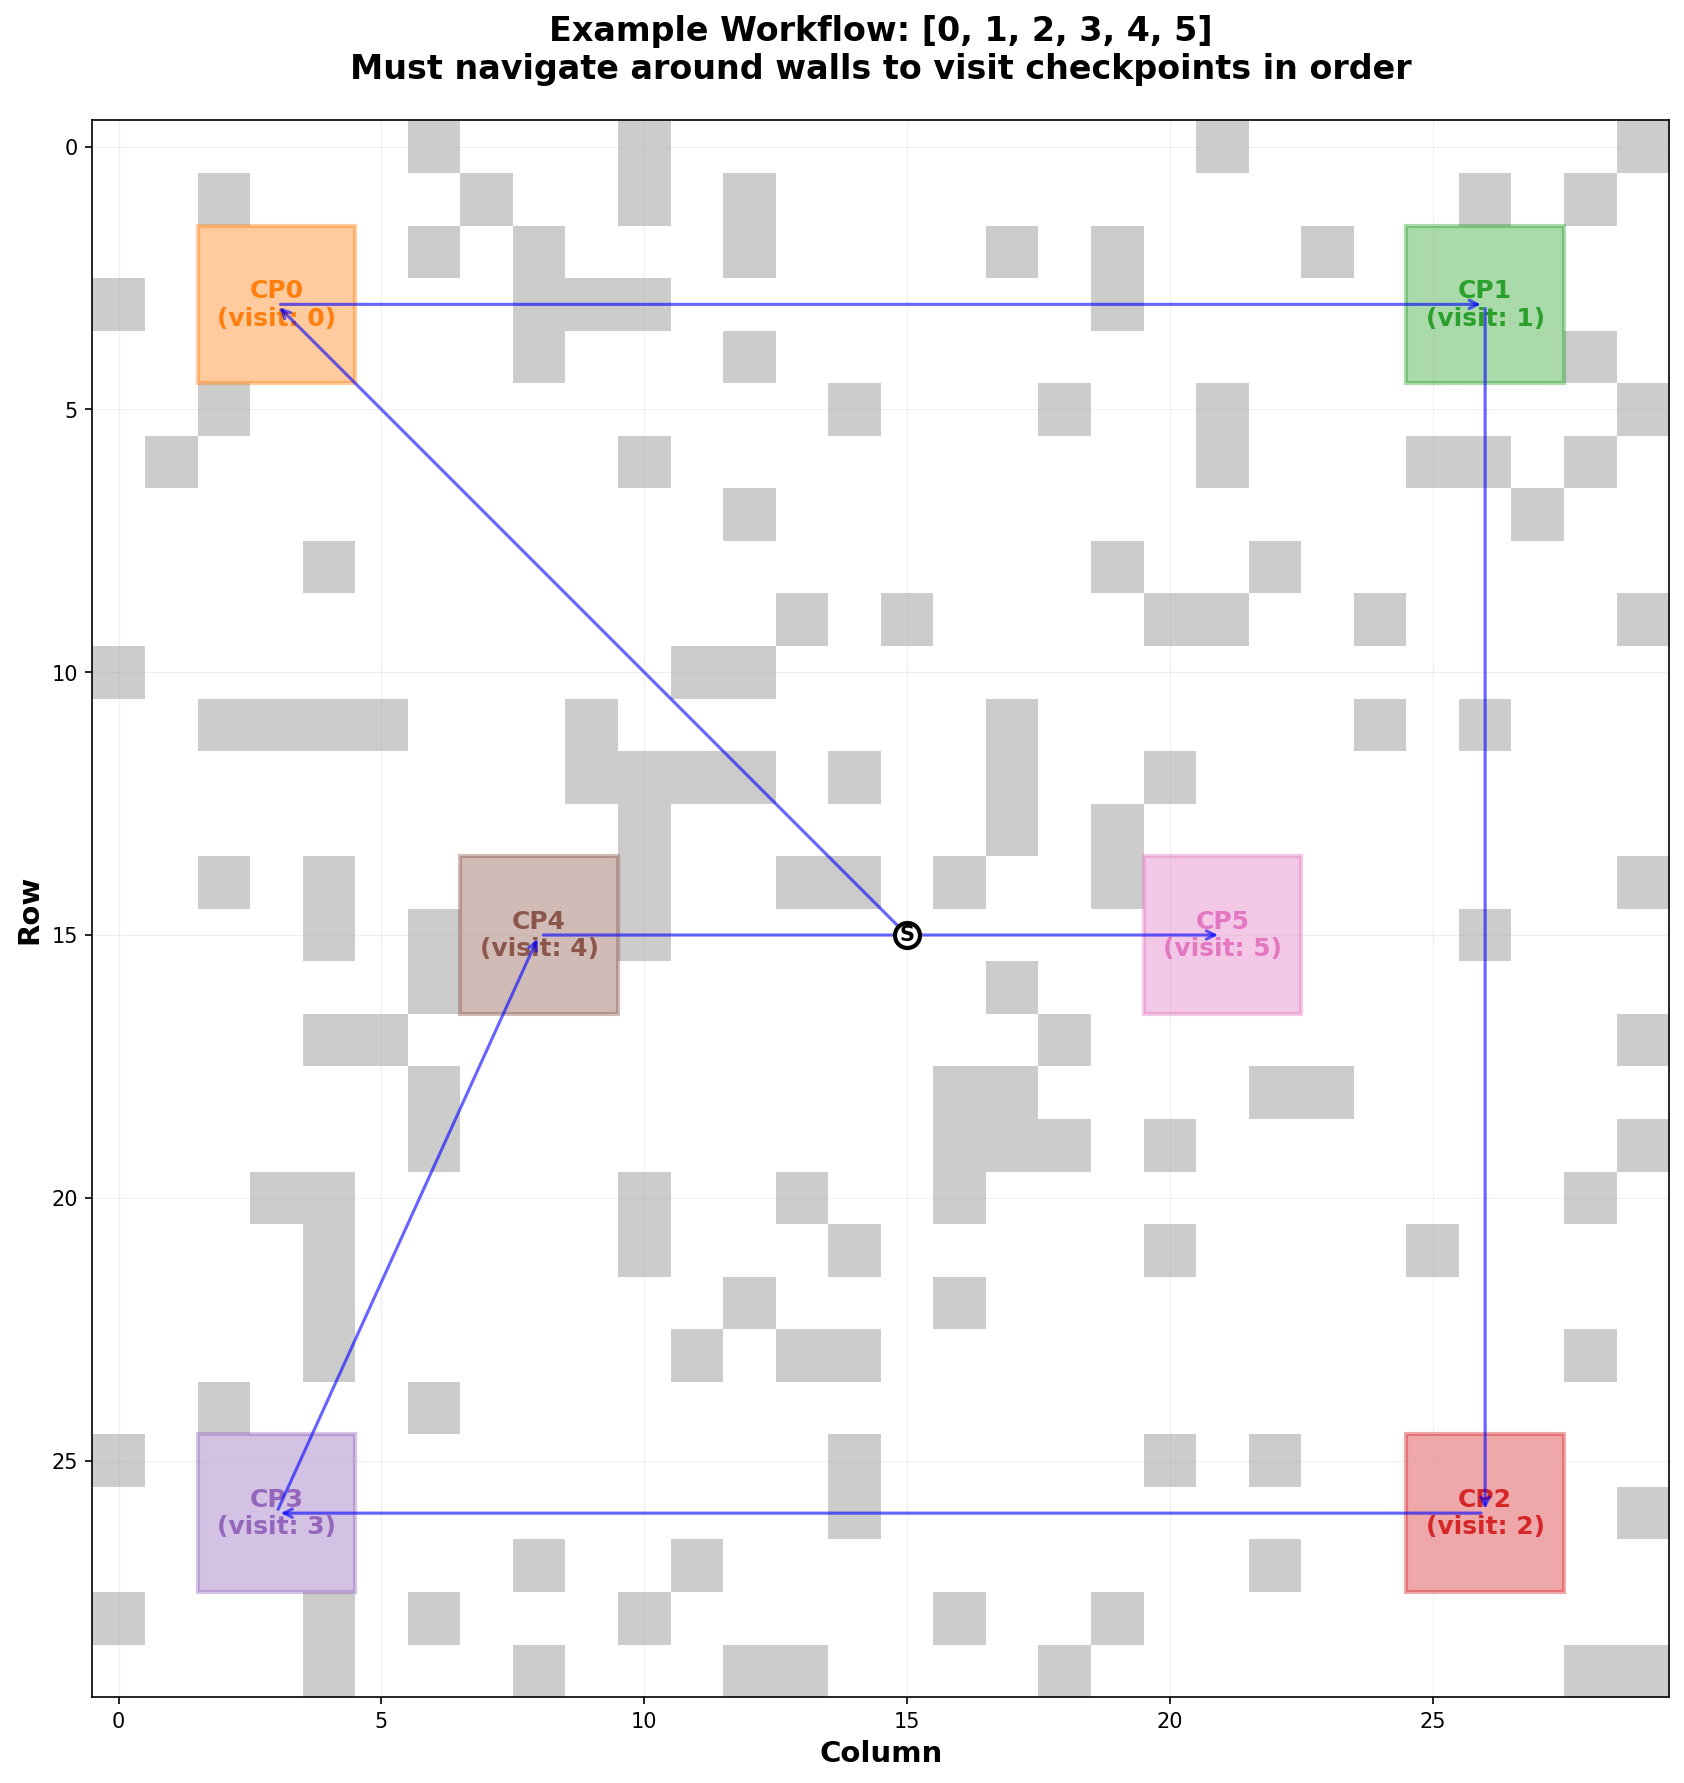 Example Workflow: [0, 1, 2, 3, 4, 5]
Must navigate around walls to visit checkpoints in order
Row
0
5
10
15
20
25
CP0
(visit: 0)
CP1
(visit: 1)
CP4
(visit: 4)
S
CP5
(visit: 5)
CP3
(visit: 3)
CP2
(visit: 2)
0
5
10
15
20
25
Column